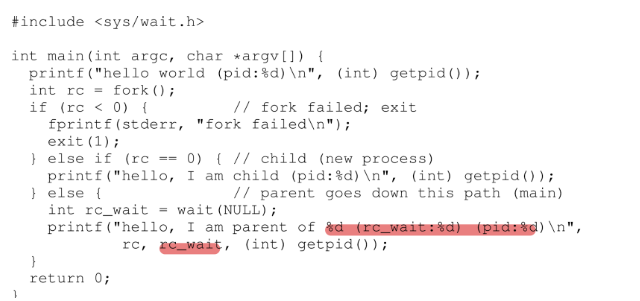 #include <sys/wait.h>
int main(int argc, char *argv[]) {
printf("hello world (pid:%d)\n", (int) getpid());
int rc = fork();
if (rc < 0) { // fork failed; exit
fprintf(stderr, "fork failed\n");
exit(1);
} else if (rc == 0) { // child (new process)
printf("hello, I am child (pid:%d)\n", (int) getpid());
} else { // parent goes down this path (main)
int rc_wait = wait(NULL);
printf("hello, I am parent of %d (rc_wait:%d) (pid:%d)\n",
rc, rc_wait, (int) getpid());
}
return 0;
}